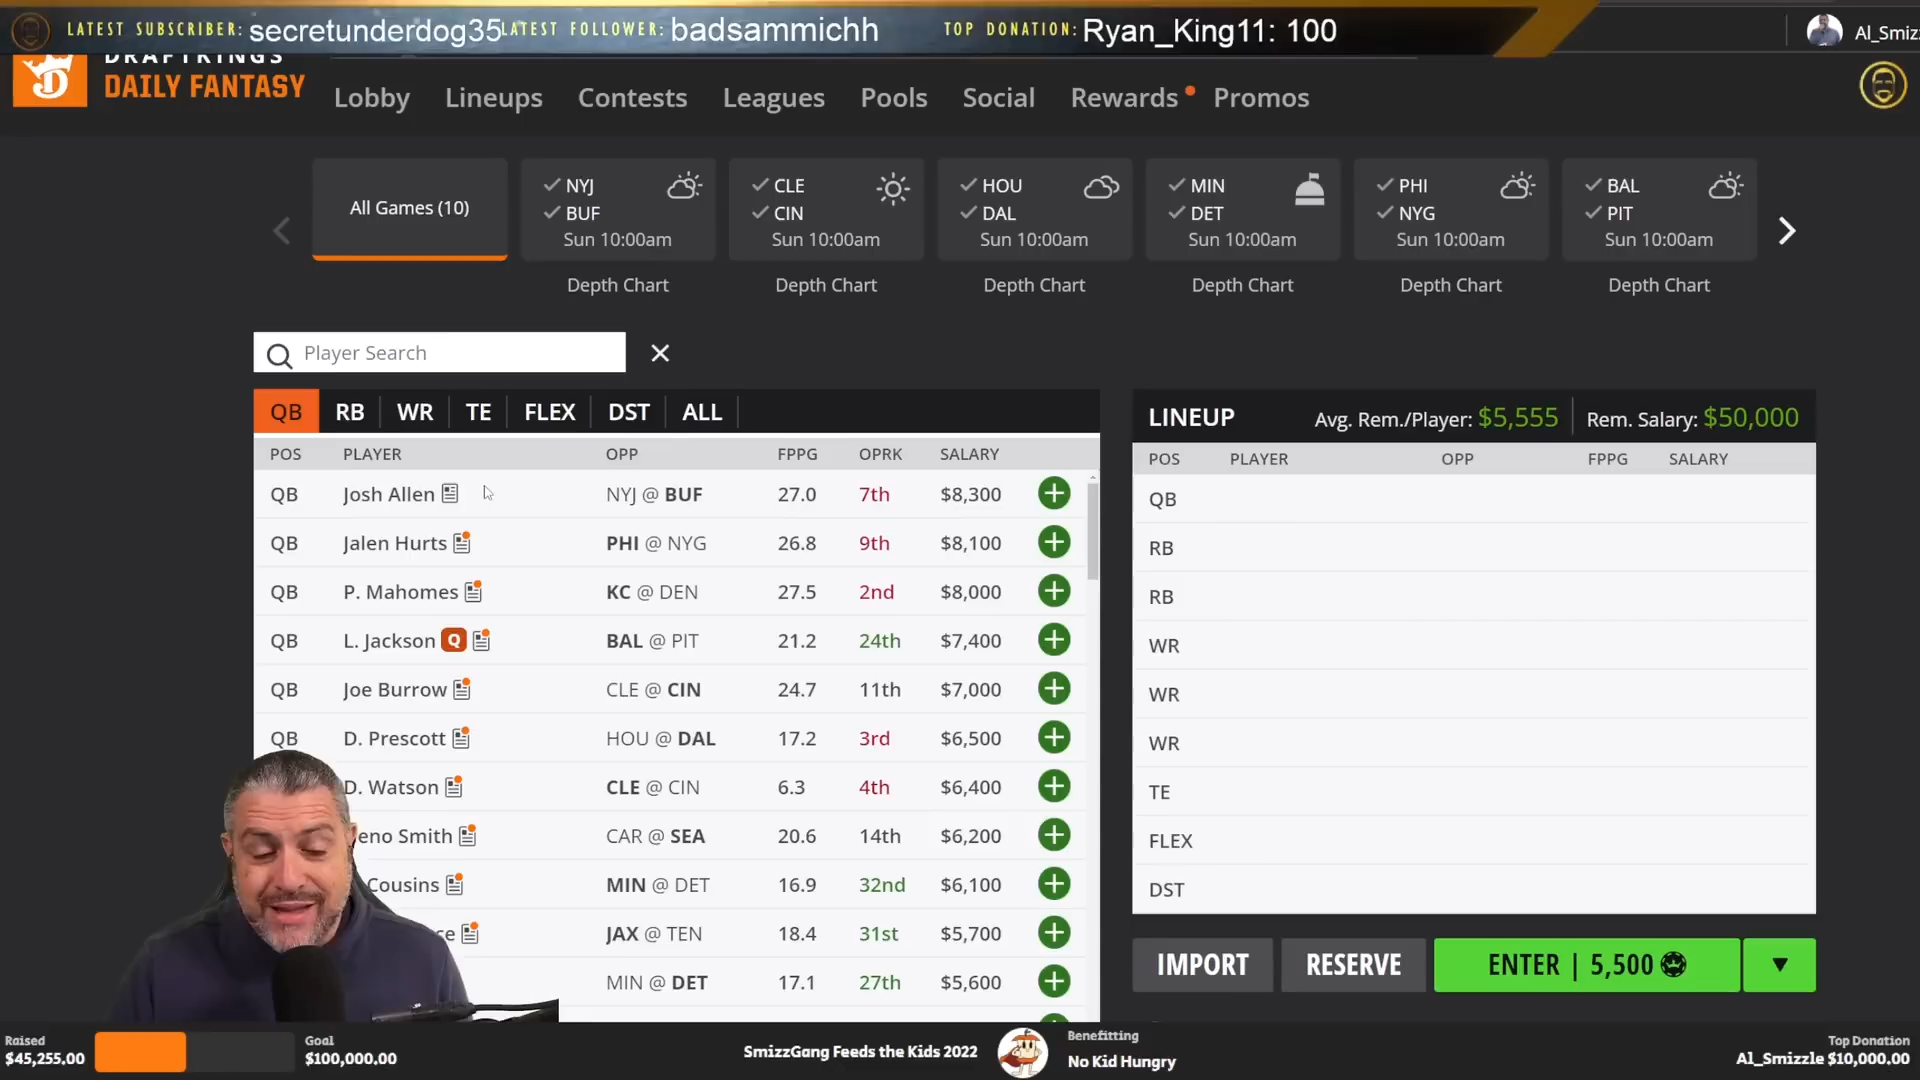 LATEST SUBSCRIBER: secretunderdog35 LATEST FOLLOWER: badsammichh TOP DONATION: Ryan_King11: 100
Al_Smiz
DRAFTKINGS
DAILY FANTASY
Lobby Lineups Contests Leagues Pools Social Rewards Promos
All Games (10)
NYJ
BUF
Sun 10:00am
CLE
CIN
Sun 10:00am
HOU
DAL
Sun 10:00am
MIN
DET
Sun 10:00am
PHI
NYG
Sun 10:00am
BAL
PIT
Sun 10:00am
Depth Chart Depth Chart Depth Chart Depth Chart Depth Chart Depth Chart
Player Search
QB RB WR TE FLEX DST ALL
POS PLAYER OPP FPPG OPRK SALARY
QB Josh Allen NYJ @ BUF 27.0 7th $8,300
QB Jalen Hurts PHI @ NYG 26.8 9th $8,100
QB P. Mahomes KC @ DEN 27.5 2nd $8,000
QB L. Jackson Q BAL @ PIT 21.2 24th $7,400
QB Joe Burrow CLE @ CIN 24.7 11th $7,000
QB D. Prescott HOU @ DAL 17.2 3rd $6,500
D. Watson CLE @ CIN 6.3 4th $6,400
eno Smith CAR @ SEA 20.6 14th $6,200
Cousins MIN @ DET 16.9 32nd $6,100
ce JAX @ TEN 18.4 31st $5,700
MIN @ DET 17.1 27th $5,600
LINEUP Avg. Rem./Player: $5,555 Rem. Salary: $50,000
POS PLAYER OPP FPPG SALARY
QB
RB
RB
WR
WR
WR
TE
FLEX
DST
IMPORT RESERVE ENTER | 5,500
Raised
$45,255.00
Goal
$100,000.00
SmizzGang Feeds the Kids 2022
Benefitting
No Kid Hungry
Top Donation
Al_Smizzle $10,000.00